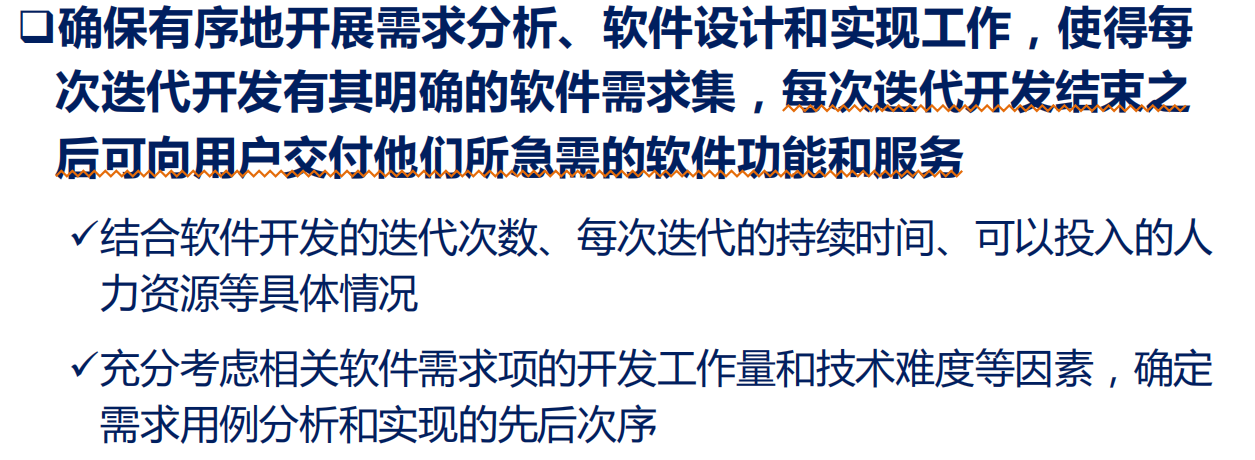 ❑确保有序地开展需求分析、软件设计和实现工作，使得每
次迭代开发有其明确的软件需求集，每次迭代开发结束之
后可向用户交付他们所急需的软件功能和服务
✓结合软件开发的迭代次数、每次迭代的持续时间、可以投入的人
力资源等具体情况
✓充分考虑相关软件需求项的开发工作量和技术难度等因素，确定
需求用例分析和实现的先后次序